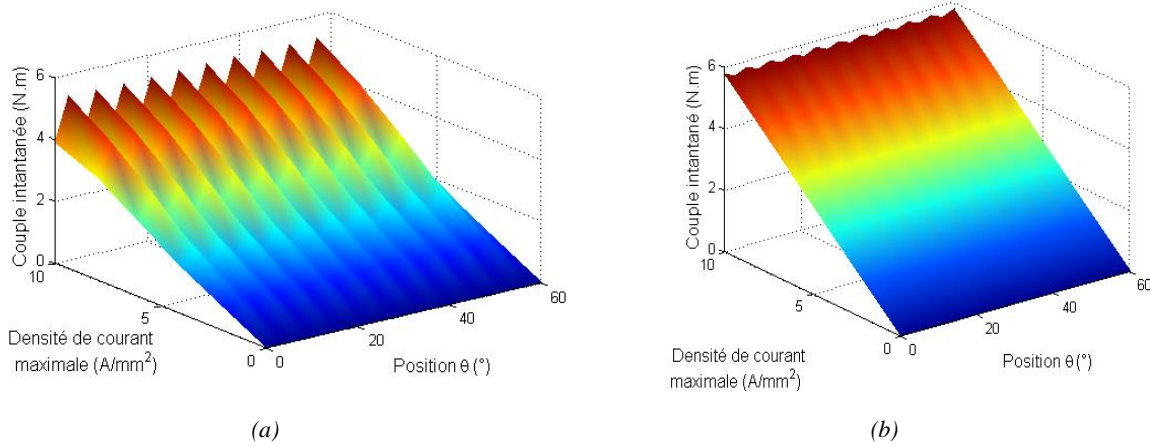 6
4
2
0
10
5
0
0
20
40
60
Couple intantanée (N.m)
Densité de courant
maximale (A/mm²)
Position θ (°)
(a)
6
4
2
0
10
5
0
0
20
40
60
Couple instantané (N.m)
Densité de courant
maximale (A/mm²)
Position θ (°)
(b)